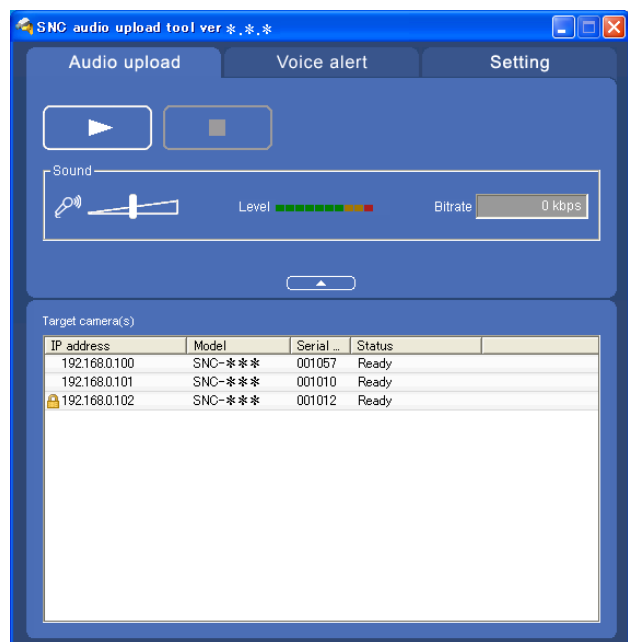 SNC audio upload tool ver *.*.*
Audio upload Voice alert Setting
Sound
Level Bitrate 0 kbps
Target camera(s)
IP address Model Serial ... Status
192.168.0.100 SNC-*** 001057 Ready
192.168.0.101 SNC-*** 001010 Ready
192.168.0.102 SNC-*** 001012 Ready